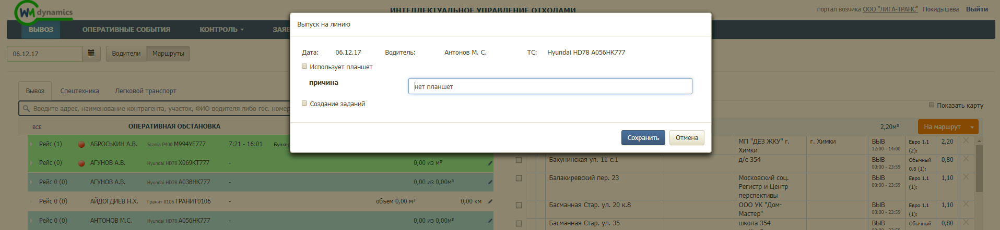 WM dynamics
ИНТЕЛЛЕКТУАЛЬНОЕ УПРАВЛЕНИЕ ОТХОДАМИ
портал возчика ООО "ЛИГА-ТРАНС" Покидышева Выйти
ВЫВОЗ ОПЕРАТИВНЫЕ СОБЫТИЯ КОНТРОЛЬ ЗАЯВ
06.12.17 Водители Маршруты
Выпуск на линию
Дата: 06.12.17 Водитель: Антонов М. С. ТС: Hyundai HD78 А056НК777
Использует планшет
причина нет планшет
Создание заданий
Сохранить Отмена
Вывоз Спецтехника Легковой транспорт
Введите адрес, наименование контрагента, участок, ФИО водителя либо гос. номер
Показать карту
ВСЕ ОПЕРАТИВНАЯ ОБСТАНОВКА
2,20м³ На маршрут
Рейс (1) АБРОСЬКИН А.В. Scania P400 М994УЕ777 7:21 - 16:01 Бункер
Рейс (0) АГУНОВ А.В. Hyundai HD78 Х069КТ777 - 0,00 из м³
Рейс 0 (0) АГУНОВ А.В. Hyundai HD78 А038НК777 - 0,00 из 0,00м³
Рейс 0 (0) АЙДОГДИЕВ Н.Х. Гранит 0106 ГРАНИТ0106 - объем 0,00 м³ 0,00 км
Рейс 0 (0) АНТОНОВ М.С. Hyundai HD78 А056НК777 - 0,00 из 0,00м³
МП "ДЕЗ ЖКУ" г. г. Химки ВЫВ Евро 1,1 2,20
Химки 12:00 - 14:00 (2);
Бакунинская ул. 11 с.1 д/с 354 ВЫВ Обычный 0,80
00:00 - 23:59 0.8 (1);
Балакиревский пер. 23 Московский соц. ВЫВ Евро 1,1 1,10
Регистр и Центр 00:00 - 23:59 (1);
перспективы
Басманная Стар. ул. 20 к.8 ООО УК "Дом- ВЫВ Евро 1,1 1,10
Мастер" 00:00 - 23:59 (1);
Басманная Стар. ул. 35 школа 354 ВЫВ Обычный 0,80